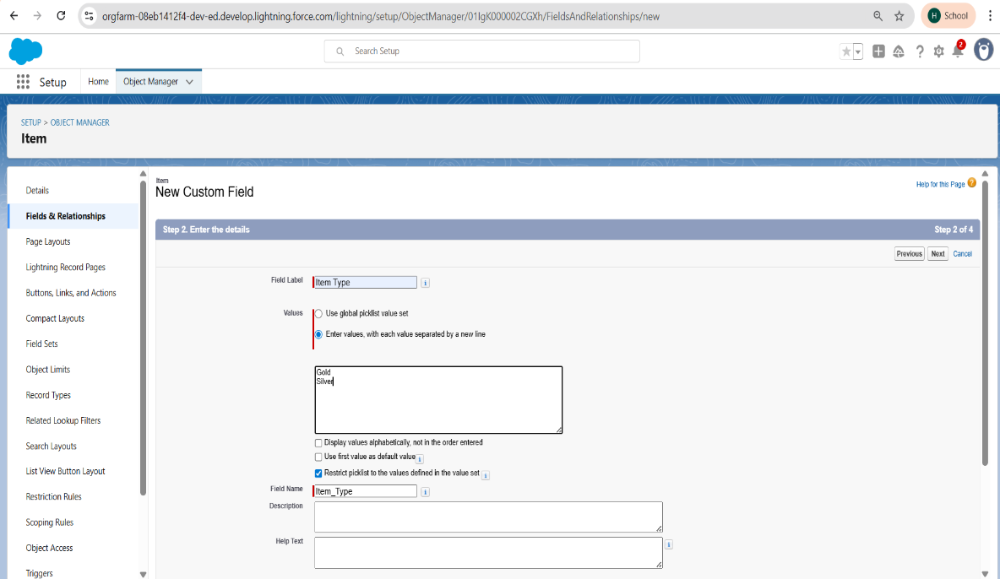 orgfarm-08eb1412f4-dev-ed.develop.lightning.force.com/lightning/setup/ObjectManager/01IgK000002CGXh/FieldsAndRelationships/new
H School
Search Setup
2
Setup Home Object Manager
SETUP > OBJECT MANAGER
Item
Details
Fields & Relationships
Page Layouts
Lightning Record Pages
Buttons, Links, and Actions
Compact Layouts
Field Sets
Object Limits
Record Types
Related Lookup Filters
Search Layouts
List View Button Layout
Restriction Rules
Scoping Rules
Object Access
Triggers
Item
New Custom Field
Help for this Page ?
Step 2. Enter the details Step 2 of 4
Previous Next Cancel
Field Label Item Type i
Values Use global picklist value set
Enter values, with each value separated by a new line
Gold
Silver
Display values alphabetically, not in the order entered
Use first value as default value i
Restrict picklist to the values defined in the value set i
Field Name Item_Type i
Description
Help Text i